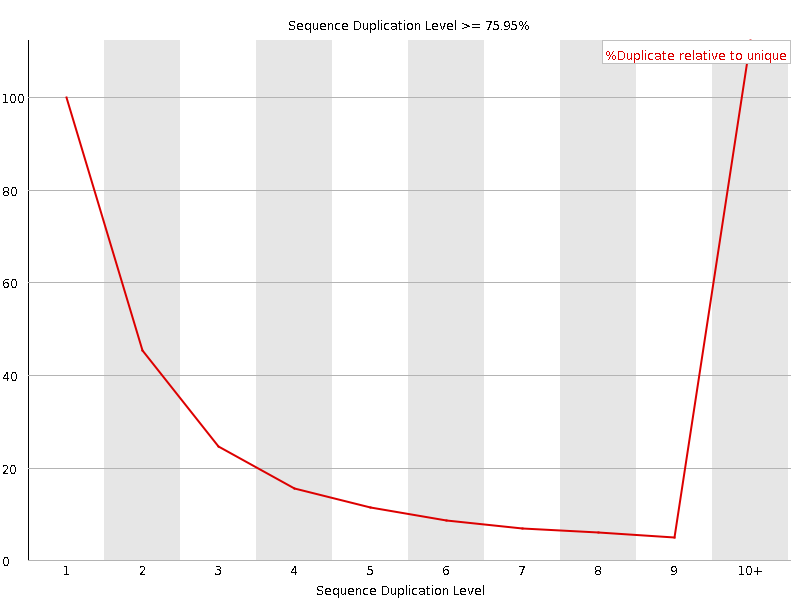 Sequence Duplication Level >= 75.95%
%Duplicate relative to unique
100
80
60
40
20
0
1 2 3 4 5 6 7 8 9 10+
Sequence Duplication Level